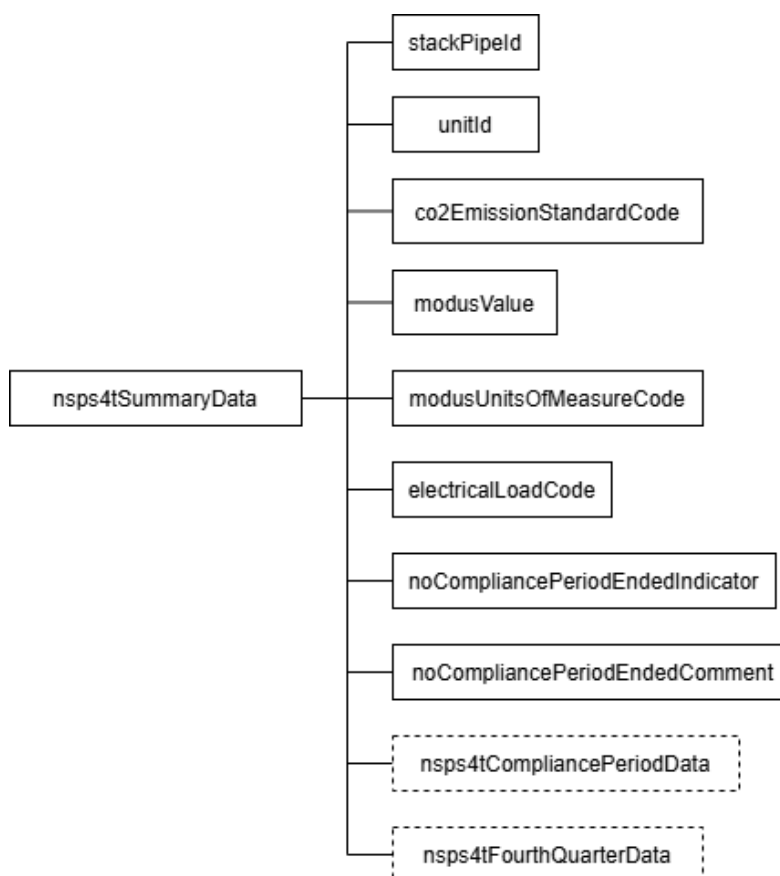 stackPipeId
unitId
co2EmissionStandardCode
modusValue
nsps4tSummaryData
modusUnitsOfMeasureCode
electricalLoadCode
noCompliancePeriodEndedIndicator
noCompliancePeriodEndedComment
nsps4tCompliancePeriodData
nsps4tFourthQuarterData